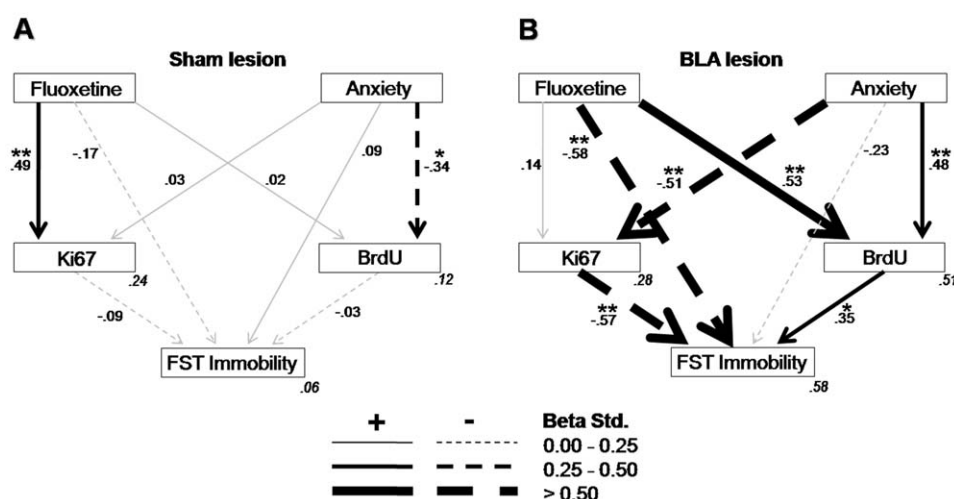 A
B
Sham lesion
BLA lesion
Fluoxetine
Anxiety
Fluoxetine
Anxiety
**
.49
-.17
.03
.02
.09
*
-.34
.14
**
-.58
**
-.51
**
.53
-.23
**
.48
Ki67
.24
BrdU
.12
Ki67
.28
BrdU
.51
-.09
-.03
**
-.57
*
.35
FST Immobility
.06
FST Immobility
.58
+ - Beta Std.
0.00 - 0.25
0.25 - 0.50
> 0.50